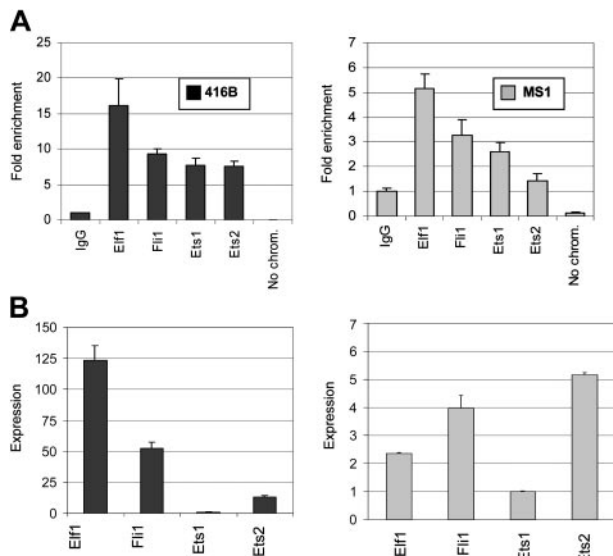 A
Fold enrichment
25
20
15
10
5
0
416B
IgG
Elf1
Fli1
Ets1
Ets2
No chrom.
Fold enrichment
7
6
5
4
3
2
1
0
MS1
IgG
Elf1
Fli1
Ets1
Ets2
No chrom.
B
Expression
150
125
100
75
50
25
0
Elf1
Fli1
Ets1
Ets2
Expression
7
6
5
4
3
2
1
0
Elf1
Fli1
Ets1
Ets2